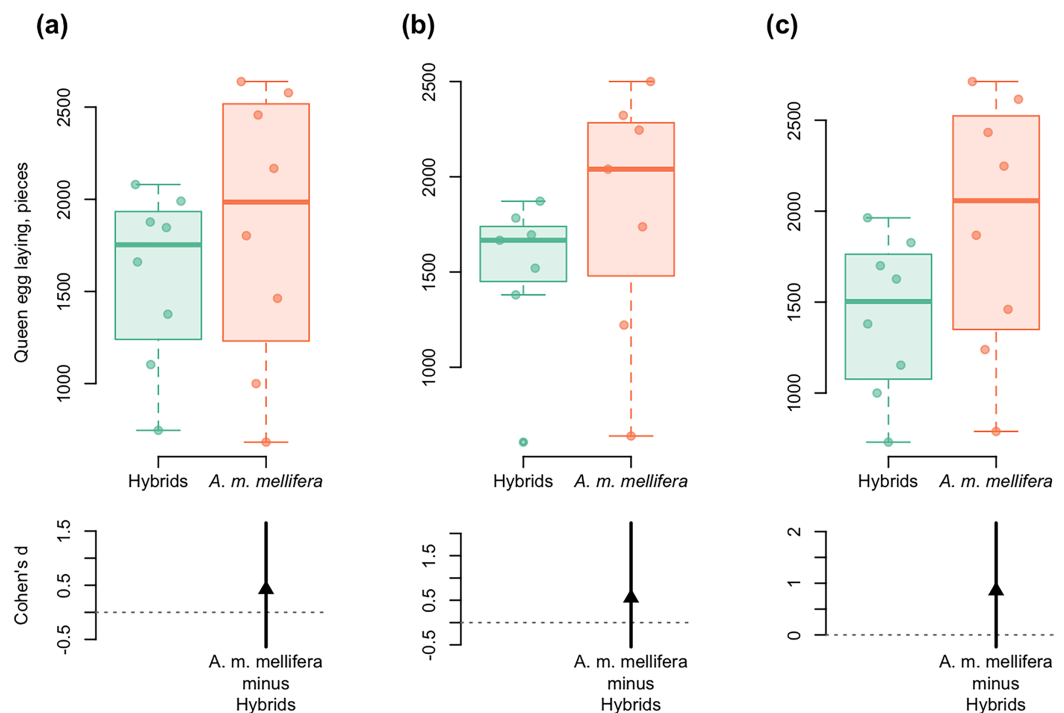 (a)
(b)
(c)
Queen egg laying, pieces
2500
2000
1500
1000
Hybrids
A. m. mellifera
2500
2000
1500
1000
Hybrids
A. m. mellifera
2500
2000
1500
1000
Hybrids
A. m. mellifera
Cohen's d
1.5
0.5
-0.5
A. m. mellifera
minus
Hybrids
1.5
0.5
-0.5
A. m. mellifera
minus
Hybrids
2
1
0
A. m. mellifera
minus
Hybrids